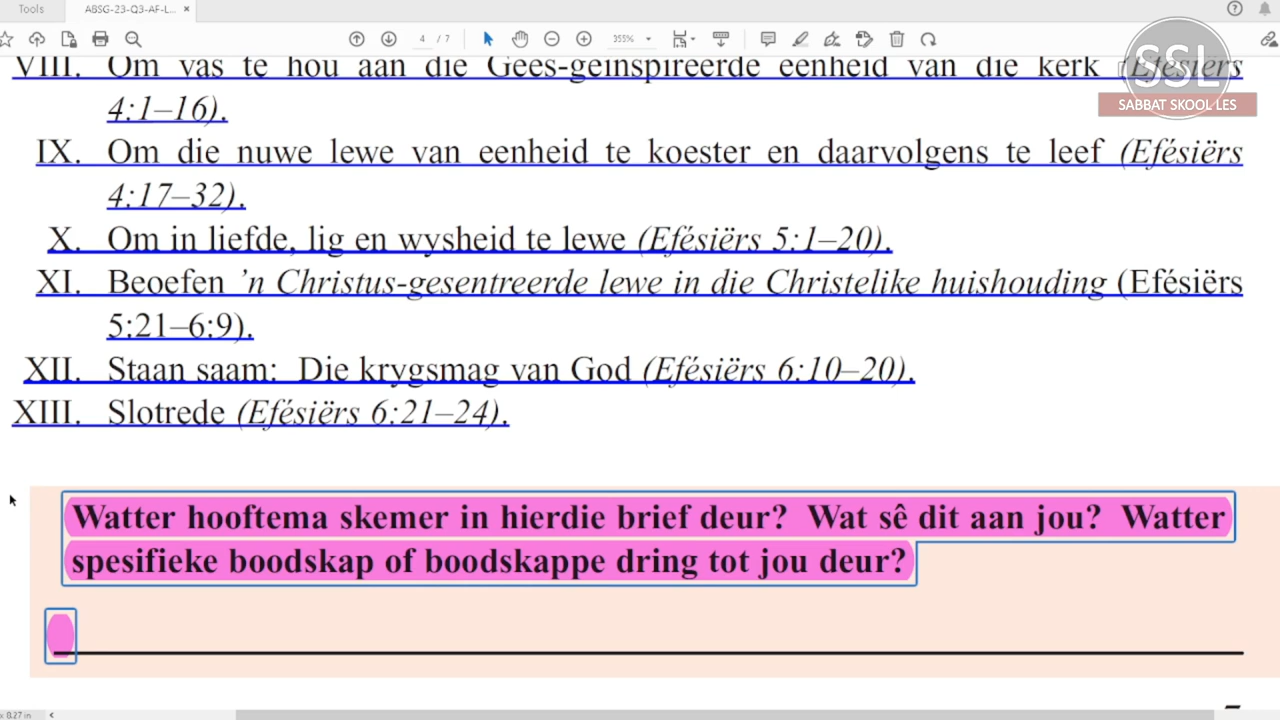 Tools ABSG-23-Q3-AF-L... ×
4 / 7 355%
VIII. Om vas te hou aan die Gees-geïnspireerde eenheid van die kerk (Efésiërs
4:1–16).
SSL
SABBAT SKOOL LES
IX. Om die nuwe lewe van eenheid te koester en daarvolgens te leef (Efésiërs
4:17–32).
X. Om in liefde, lig en wysheid te lewe (Efésiërs 5:1–20).
XI. Beoefen ’n Christus-gesentreerde lewe in die Christelike huishouding (Efésiërs
5:21–6:9).
XII. Staan saam: Die krygsmag van God (Efésiërs 6:10–20).
XIII. Slotrede (Efésiërs 6:21–24).
Watter hooftema skemer in hierdie brief deur? Wat sê dit aan jou? Watter
spesifieke boodskap of boodskappe dring tot jou deur?
x 8.27 in